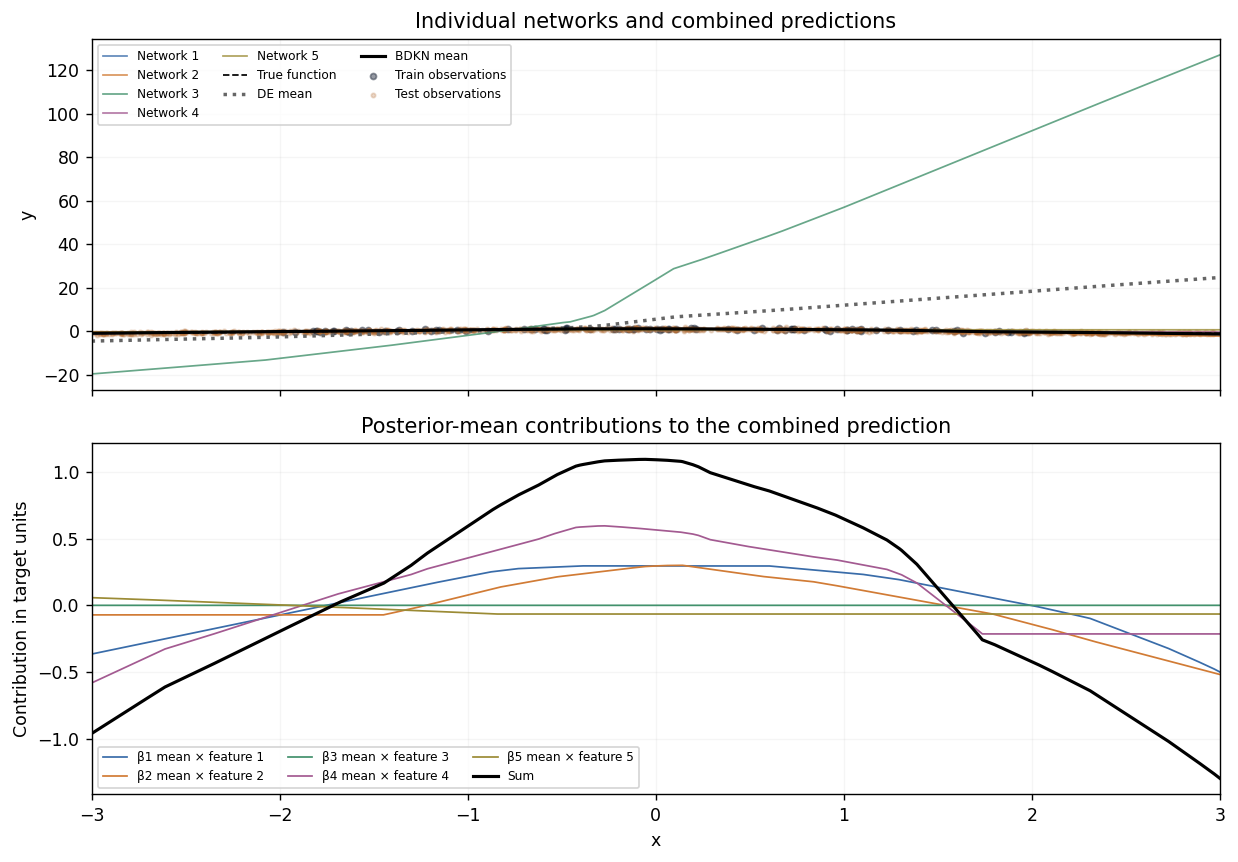 Individual networks and combined predictions
Network 1
Network 2
Network 3
Network 4
Network 5
True function
DE mean
BDKN mean
Train observations
Test observations
120
100
80
60
40
20
0
−20
y
Posterior-mean contributions to the combined prediction
1.0
0.5
0.0
−0.5
−1.0
Contribution in target units
β1 mean × feature 1
β2 mean × feature 2
β3 mean × feature 3
β4 mean × feature 4
β5 mean × feature 5
Sum
−3
−2
−1
0
1
2
3
x